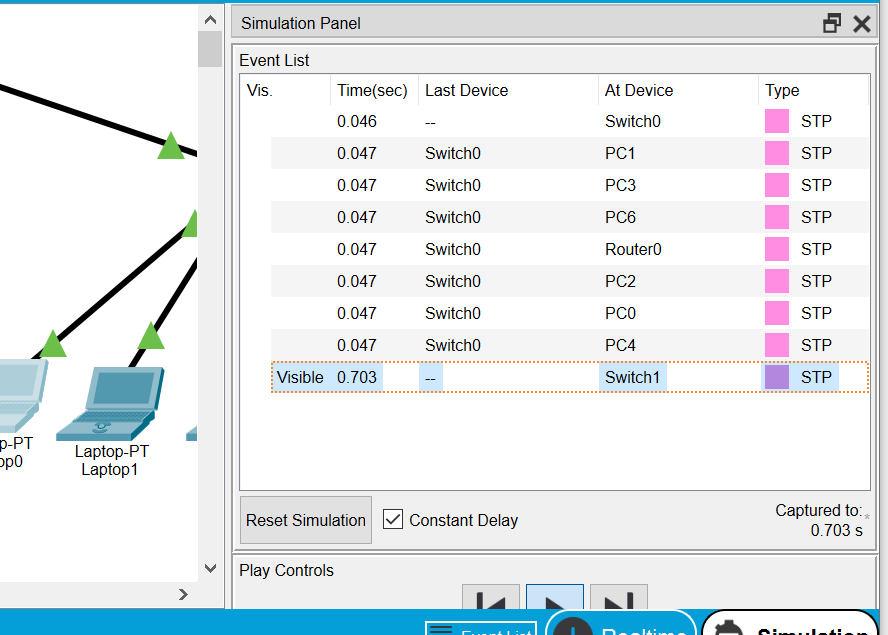 Simulation Panel
Event List
Vis. Time(sec) Last Device At Device Type
0.046 -- Switch0 STP
0.047 Switch0 PC1 STP
0.047 Switch0 PC3 STP
0.047 Switch0 PC6 STP
0.047 Switch0 Router0 STP
0.047 Switch0 PC2 STP
0.047 Switch0 PC0 STP
0.047 Switch0 PC4 STP
Visible 0.703 -- Switch1 STP
p-PT
op0
Laptop-PT
Laptop1
Reset Simulation Constant Delay
Captured to: *
0.703 s
Play Controls
Event List Realtime Simulation